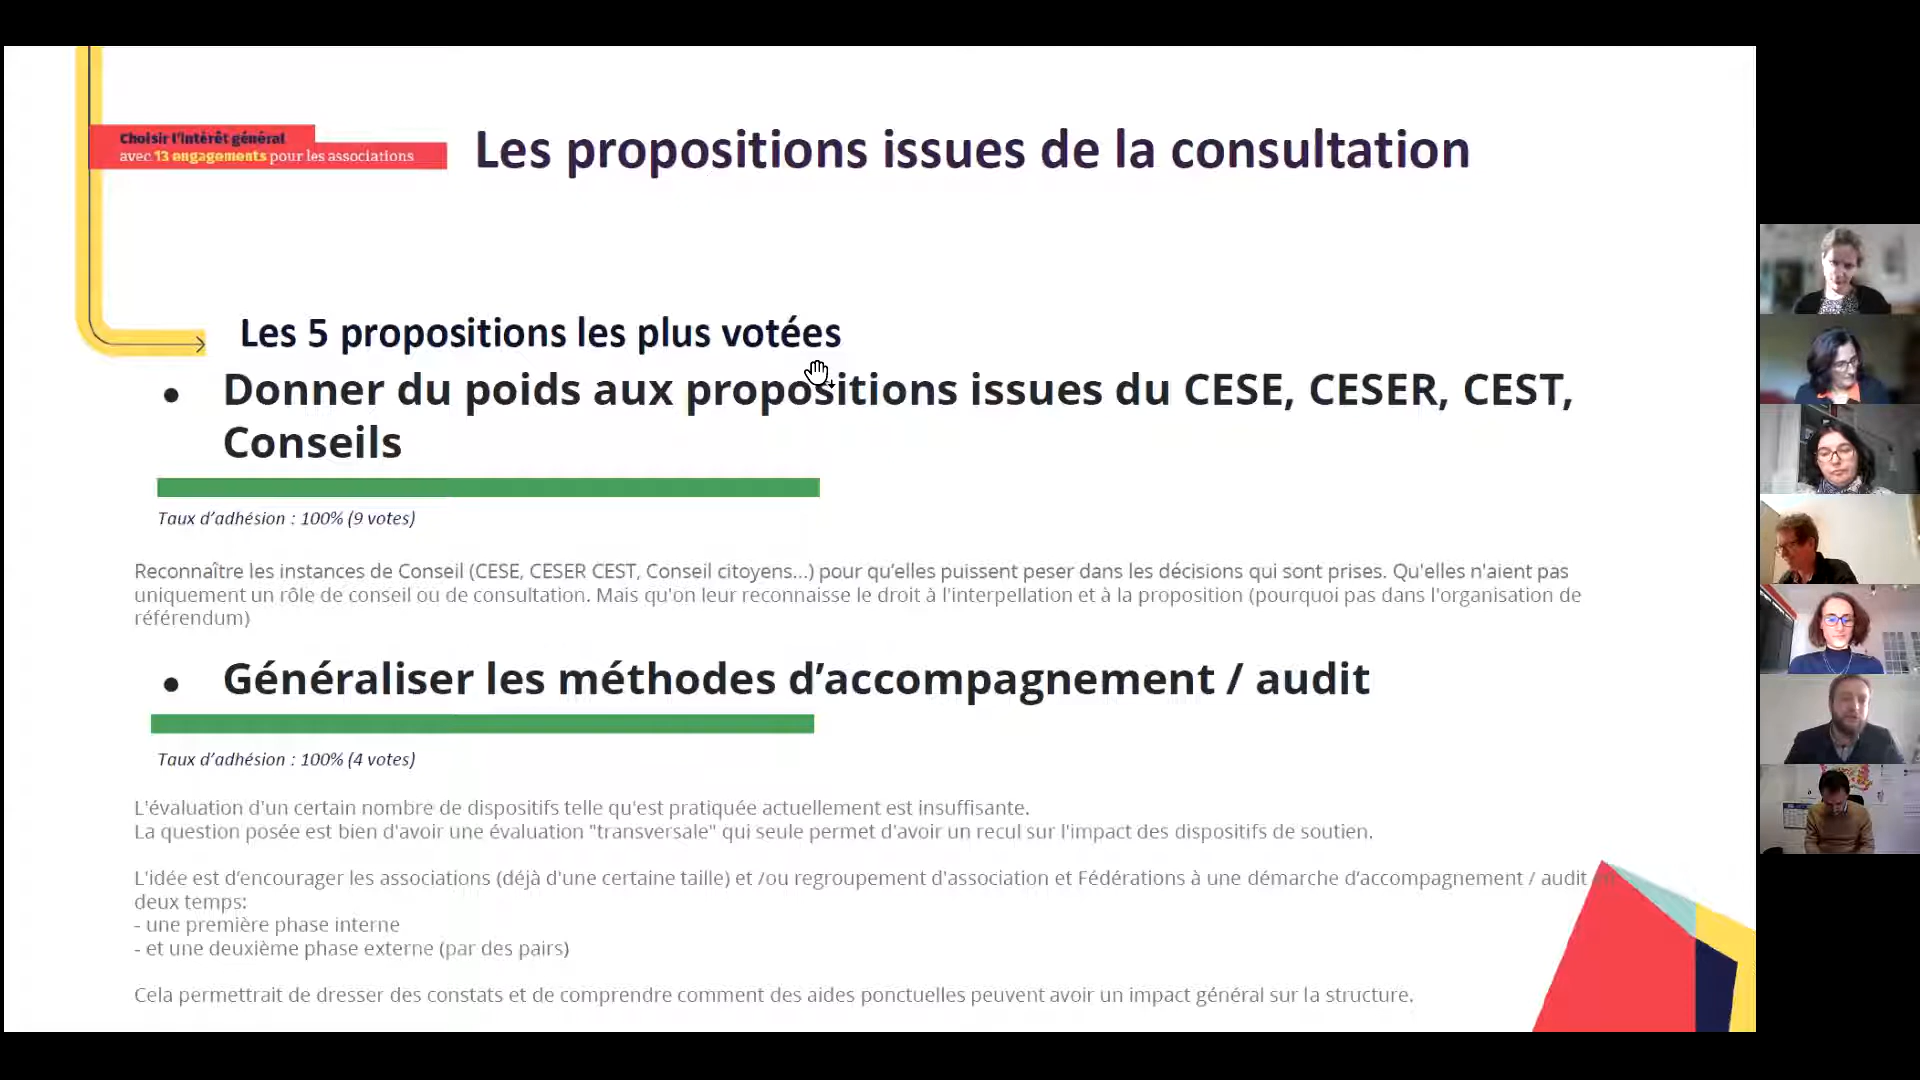 Choisir l'intérêt général
avec 13 engagements pour les associations
Les propositions issues de la consultation
Les 5 propositions les plus votées
• Donner du poids aux propositions issues du CESE, CESER, CEST,
Conseils
Taux d'adhésion : 100% (9 votes)
Reconnaître les instances de Conseil (CESE, CESER CEST, Conseil citoyens...) pour qu'elles puissent peser dans les décisions qui sont prises. Qu'elles n'aient pas
uniquement un rôle de conseil ou de consultation. Mais qu'on leur reconnaisse le droit à l'interpellation et à la proposition (pourquoi pas dans l'organisation de
référendum)
• Généraliser les méthodes d'accompagnement / audit
Taux d'adhésion : 100% (4 votes)
L'évaluation d'un certain nombre de dispositifs telle qu'est pratiquée actuellement est insuffisante.
La question posée est bien d'avoir une évaluation "transversale" qui seule permet d'avoir un recul sur l'impact des dispositifs de soutien.
L'idée est d'encourager les associations (déjà d'une certaine taille) et /ou regroupement d'association et Fédérations à une démarche d'accompagnement / audit
deux temps:
- une première phase interne
- et une deuxième phase externe (par des pairs)
Cela permettrait de dresser des constats et de comprendre comment des aides ponctuelles peuvent avoir un impact général sur la structure.